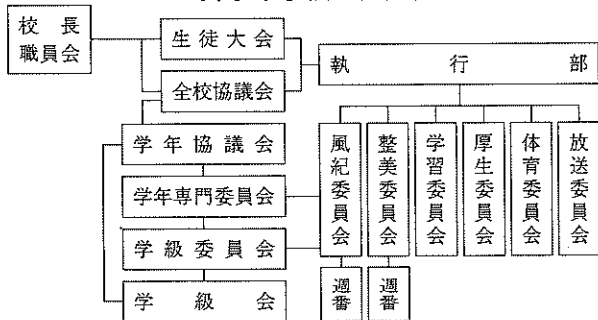 校長
職員会
生徒大会
全校協議会
執行部
学年協議会
学年専門委員会
学級委員会
学級会
風紀委員会
整美委員会
学習委員会
厚生委員会
体育委員会
放送委員会
週番
週番